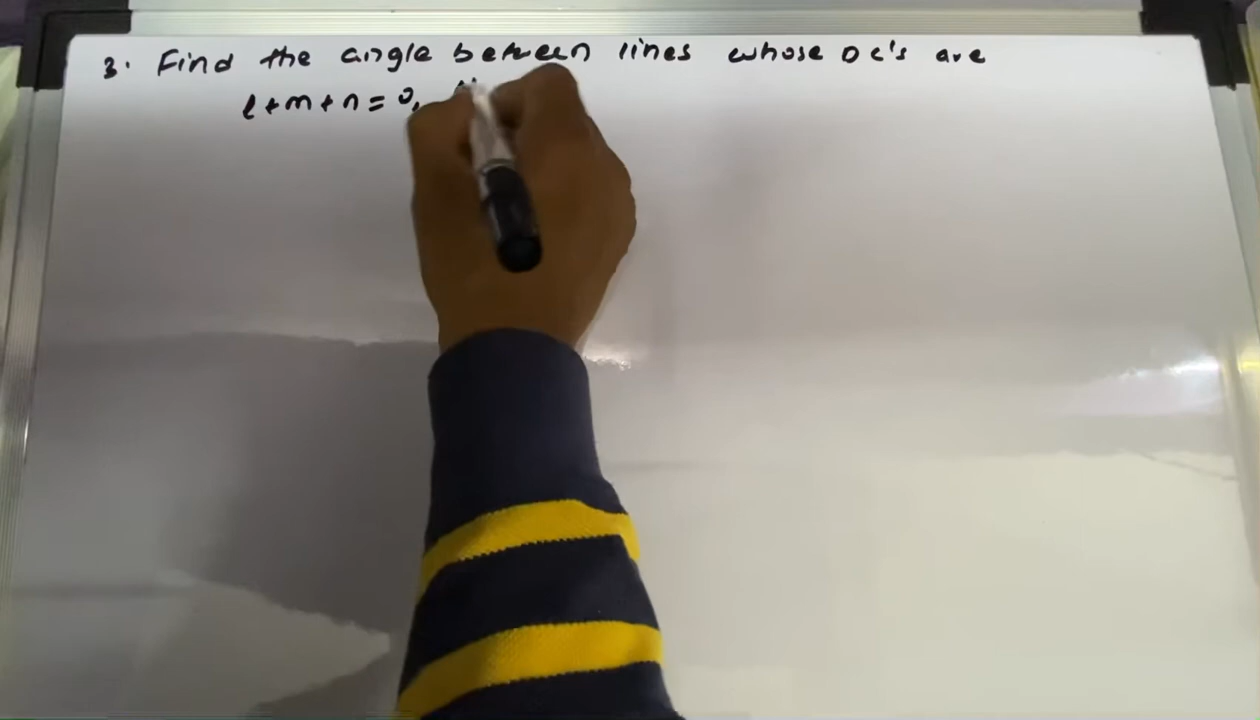 3. Find the angle between lines whose DC's are
l + m + n = 0,